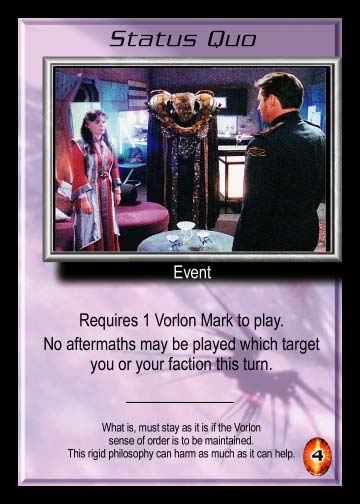 Status Quo
Event
Requires 1 Vorlon Mark to play.
No aftermaths may be played which target
you or your faction this turn.
What is, must stay as it is if the Vorlon
sense of order is to be maintained.
This rigid philosophy can harm as much as it can help.
4